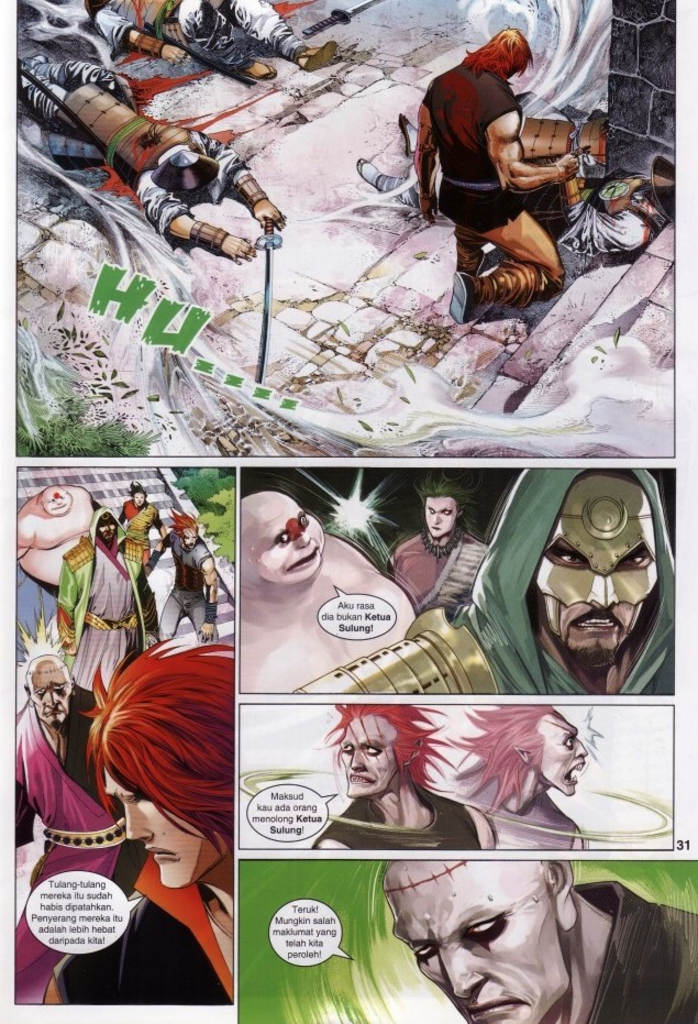 HU.....
Aku rasa
dia bukan Ketua
Sulung!
Maksud
kau ada orang
menolong Ketua
Sulung!
31
Tulang-tulang
mereka itu sudah
habis dipatahkan.
Penyerang mereka itu
adalah lebih hebat
daripada kita!
Teruk!
Mungkin salah
maklumat yang
telah kita
peroleh!